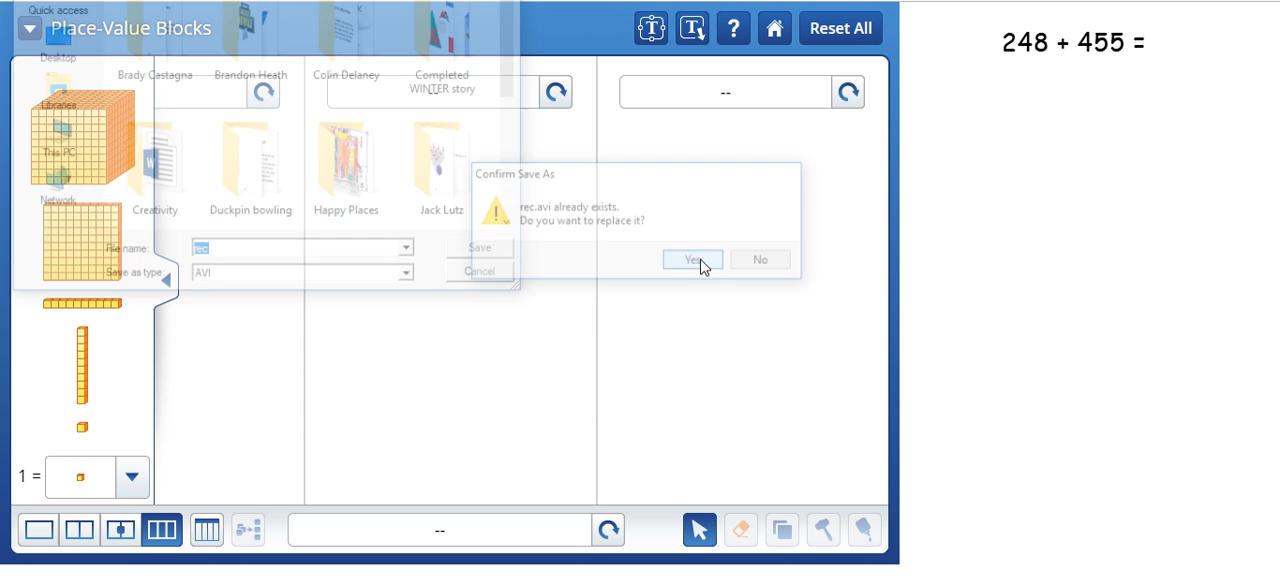 Quick access
Place-Value Blocks
? Reset All
248 + 455 =
Desktop
Brady Castagna Brandon Heath Colin Delaney Completed WINTER story
Libraries
-- --
This PC
Network
Creativity Duckpin bowling Happy Places Jack Lutz
Confirm Save As
rec.avi already exists.
Do you want to replace it?
Yes No
File name: rec Save
Save as type: AVI Cancel
1 =
--